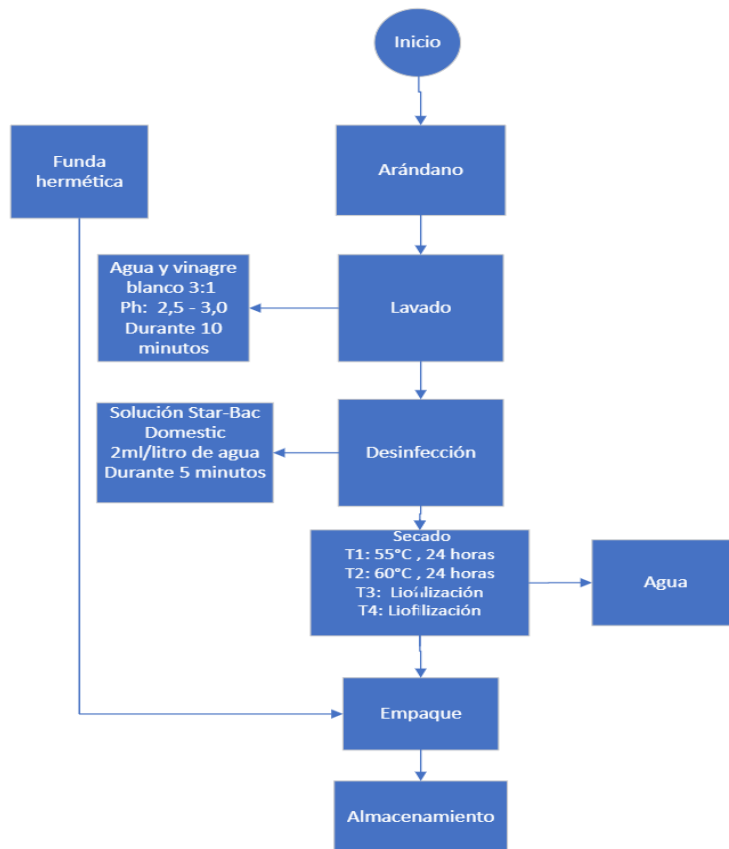 Inicio
Funda
hermética
Arándano
Agua y vinagre
blanco 3:1
Ph:  2,5 - 3,0
Durante 10
minutos
Lavado
Solución Star-Bac
Domestic
2ml/litro de agua
Durante 5 minutos
Desinfección
Secado
T1: 55°C , 24 horas
T2: 60°C , 24 horas
T3:  Liofilización
T4: Liofilización
Agua
Empaque
Almacenamiento